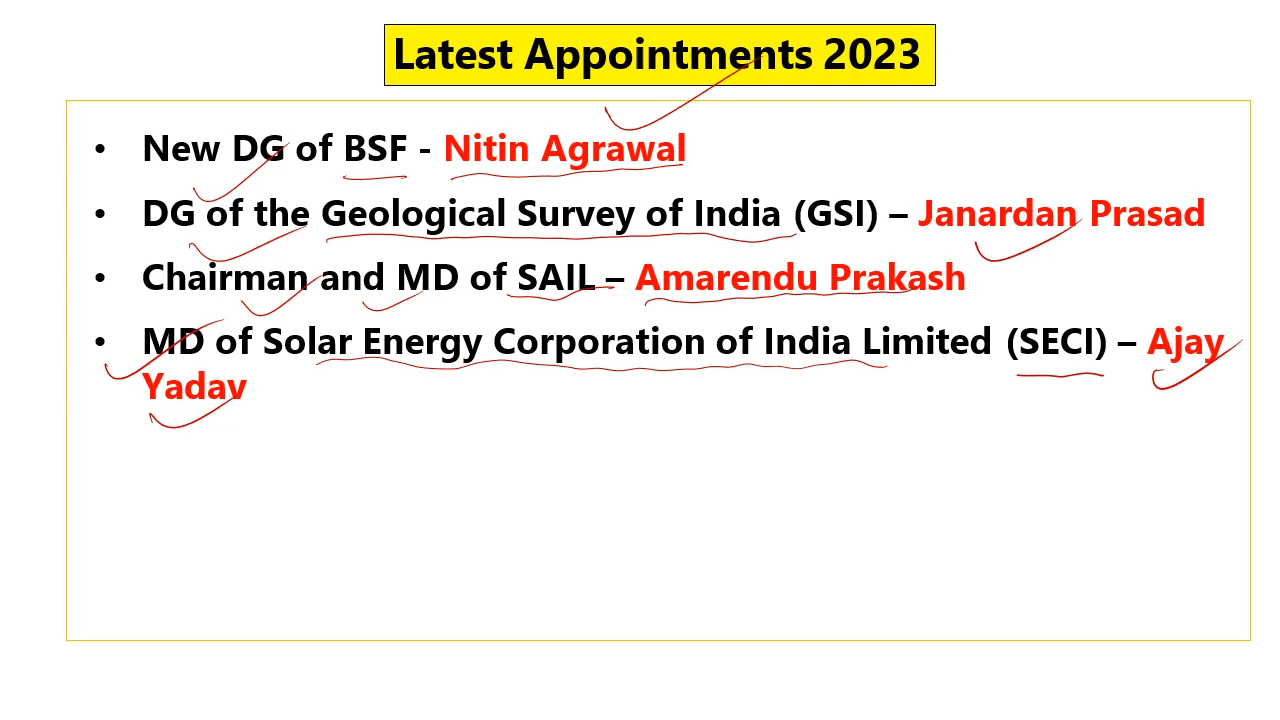 Latest Appointments 2023
• New DG of BSF - Nitin Agrawal
• DG of the Geological Survey of India (GSI) – Janardan Prasad
• Chairman and MD of SAIL – Amarendu Prakash
• MD of Solar Energy Corporation of India Limited (SECI) – Ajay
Yadav